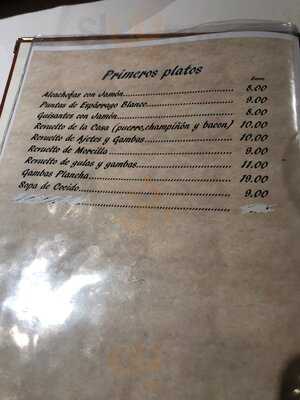 Primeros platos
Euros
Alcachofas con Jamón 8.00
Puntas de Espárrago Blanco 9.00
Guisantes con Jamón 8.00
Revuelto de la Casa (puerro,champiñón y bacon) 10.00
Revuelto de Ajetes y Gambas 10.00
Revuelto de Morcilla 9.00
Revuelto de gulas y gambas 11.00
Gambas Plancha 19.00
Sopa de Cocido 9.00